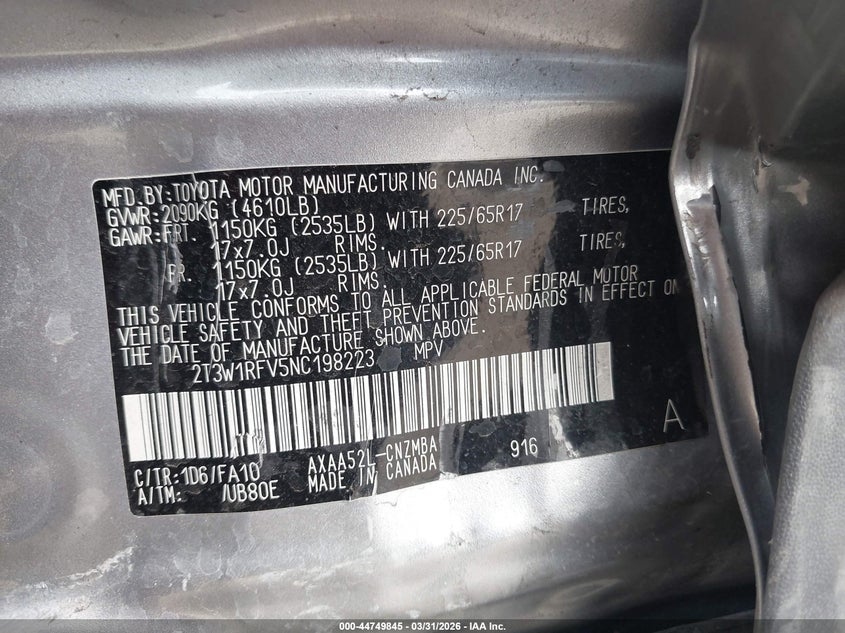 MFD.BY:TOYOTA MOTOR MANUFACTURING CANADA INC.
GVWR:2090KG (4610LB)
GAWR:FRT. 1150KG (2535LB) WITH 225/65R17 TIRES,
17x7.0J RIMS.
RR. 1150KG (2535LB) WITH 225/65R17 TIRES,
17x7.0J RIMS.
THIS VEHICLE CONFORMS TO ALL APPLICABLE FEDERAL MOTOR
VEHICLE SAFETY AND THEFT PREVENTION STANDARDS IN EFFECT ON
THE DATE OF MANUFACTURE SHOWN ABOVE.
2T3W1RFV5NC198223 MPV
C/TR:1D6/FA10 AXAA52L-CNZMBA 916 A
A/TM: /UB80E MADE IN CANADA
000-44749845 - 03/31/2026 - IAA Inc.